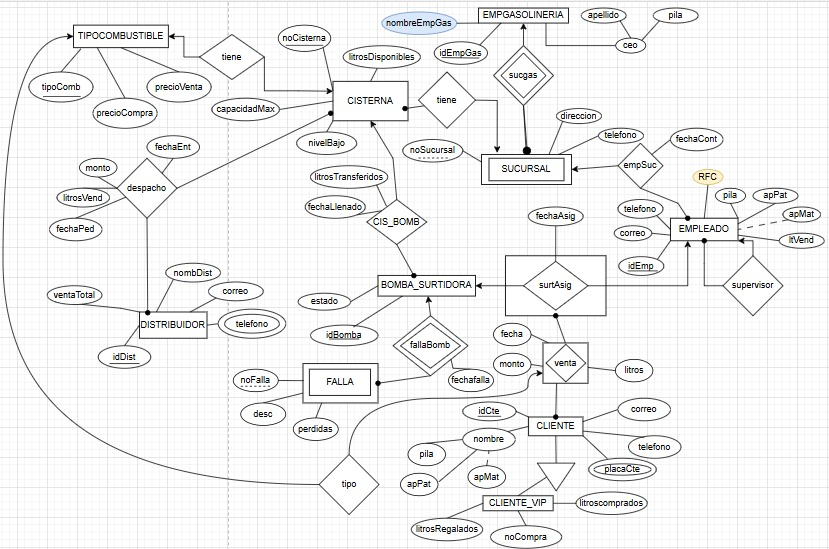 nombreEmpGas
EMPGASOLINERIA
apellido
pila
TIPOCOMBUSTIBLE
noCisterna
idEmpGas
ceo
tiene
litrosDisponibles
sucgas
tipoComb
precioVenta
CISTERNA
tiene
capacidadMax
precioCompra
direccion
telefono
nivelBajo
noSucursal
fechaCont
fechaEnt
SUCURSAL
empSuc
monto
litrosTransferidos
RFC
despacho
litrosVend
fechaLlenado
pila
apPat
telefono
apMat
CIS_BOMB
fechaAsig
fechaPed
correo
EMPLEADO
ltVend
idEmp
nombDist
BOMBA_SURTIDORA
surtAsig
supervisor
ventaTotal
correo
estado
DISTRIBUIDOR
telefono
idBomba
fecha
fallaBomb
idDist
monto
venta
litros
noFalla
FALLA
fechafalla
desc
perdidas
idCte
correo
CLIENTE
nombre
telefono
pila
placaCte
apMat
apPat
tipo
CLIENTE_VIP
litroscomprados
litrosRegalados
noCompra